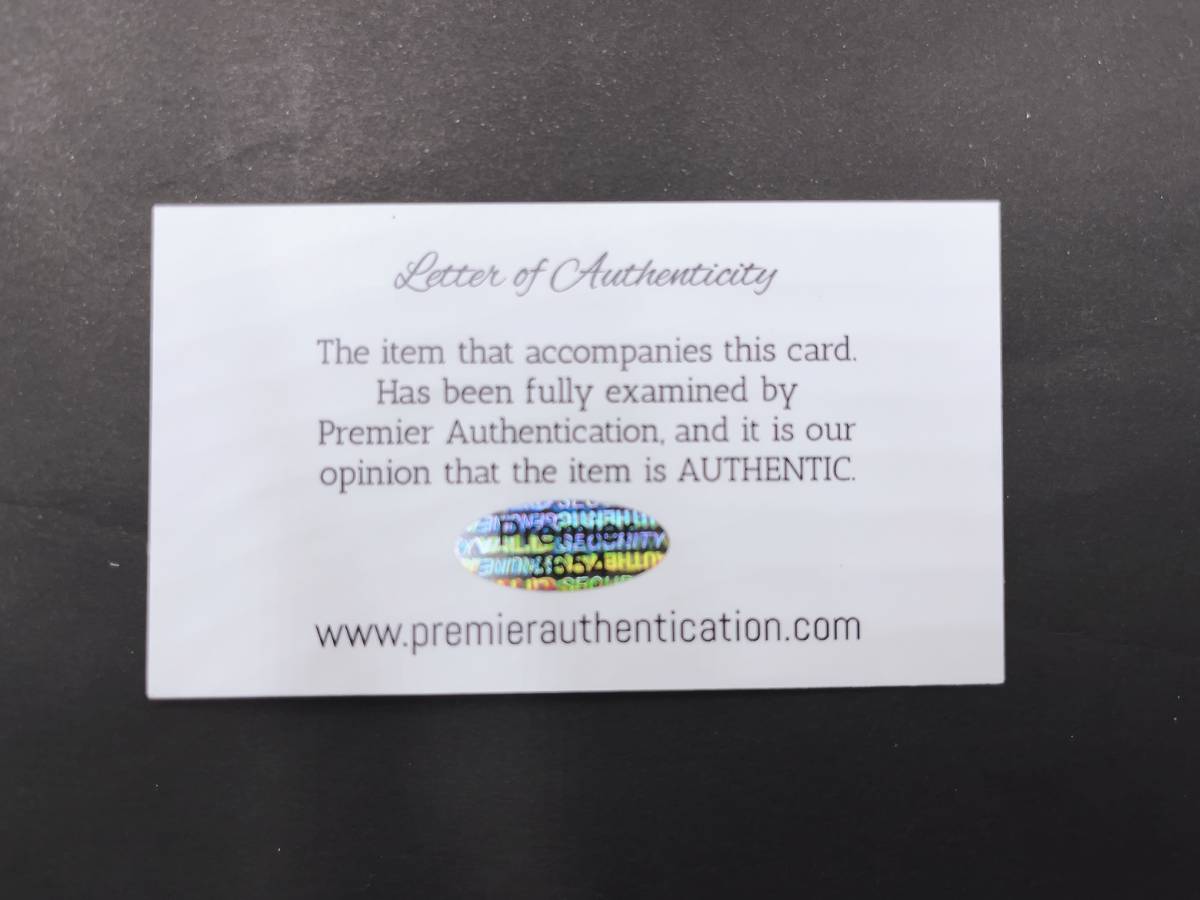 Letter of Authenticity
The item that accompanies this card.
Has been fully examined by
Premier Authentication, and it is our
opinion that the item is AUTHENTIC.
SECURITY
www.premierauthentication.com